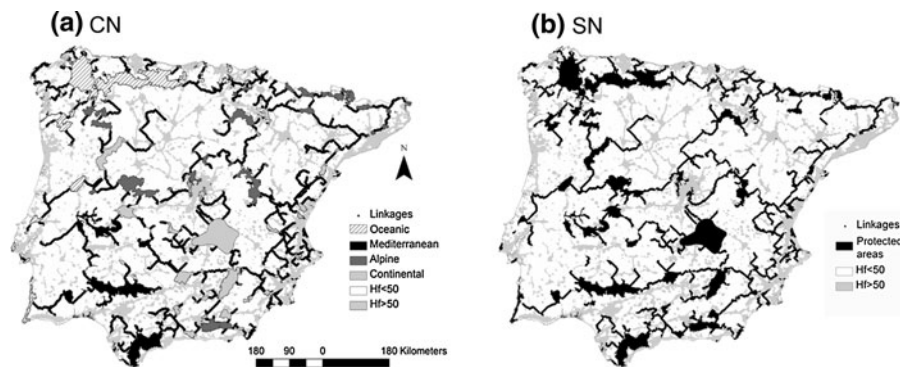 (a) CN
N
Linkages
Oceanic
Mediterranean
Alpine
Continental
Hf<50
Hf>50
180 90 0 180 Kilometers
(b) SN
Linkages
Protected
areas
Hf<50
Hf>50